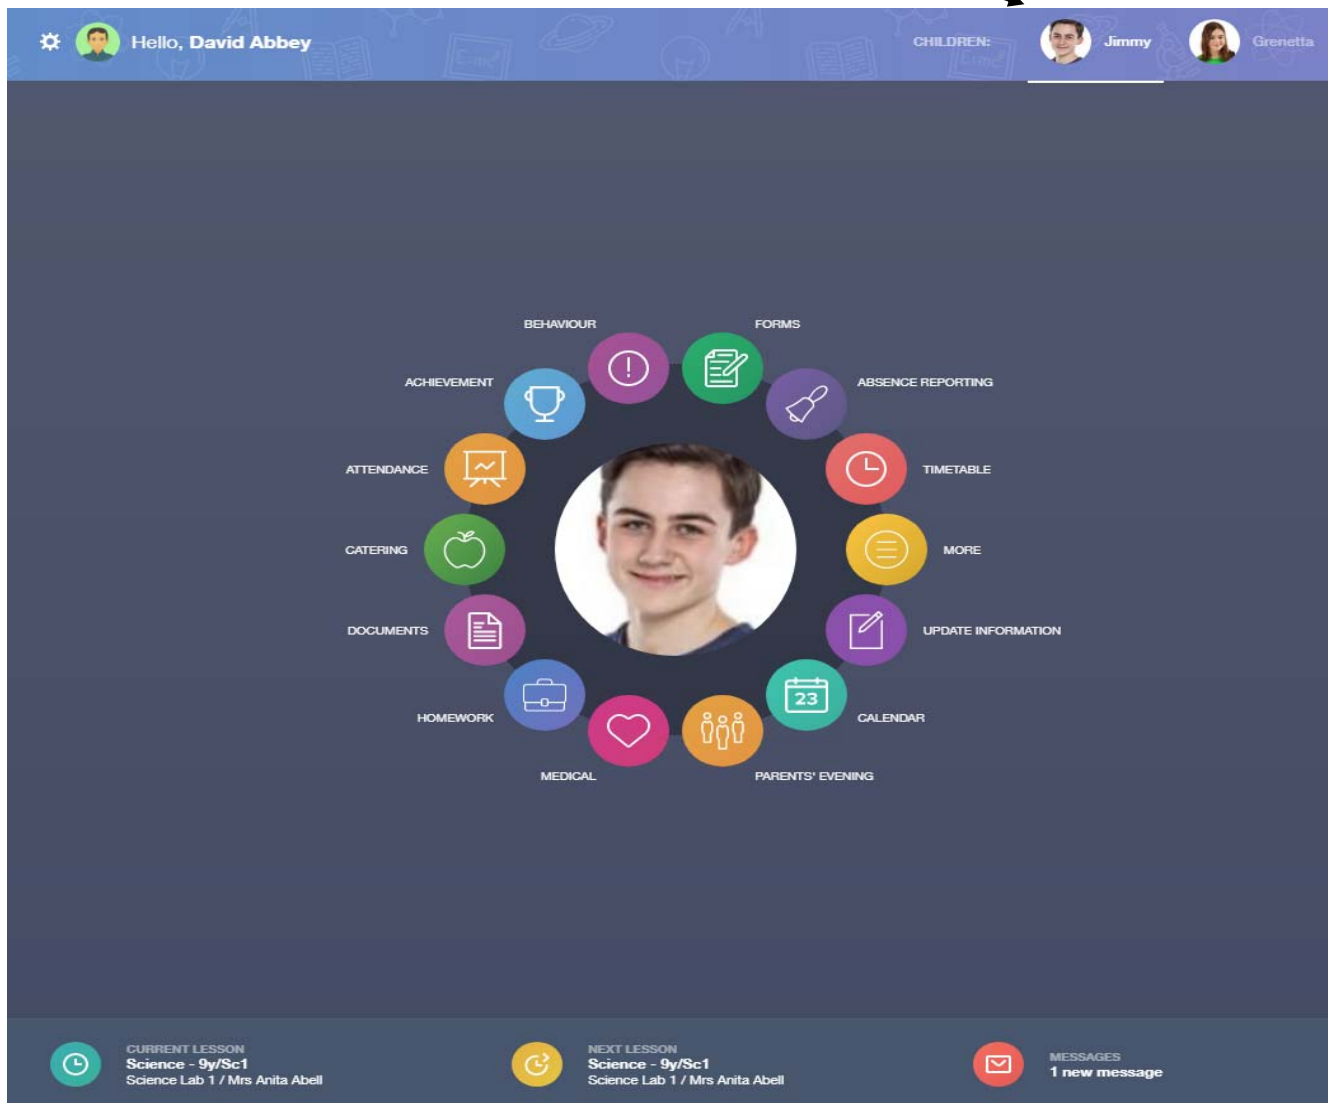 Hello, David Abbey
CHILDREN:
Jimmy
Grenetta
BEHAVIOUR
FORMS
ACHIEVEMENT
ABSENCE REPORTING
ATTENDANCE
TIMETABLE
CATERING
MORE
DOCUMENTS
UPDATE INFORMATION
23
HOMEWORK
CALENDAR
MEDICAL
PARENTS' EVENING
CURRENT LESSON
Science - 9y/Sc1
Science Lab 1 / Mrs Anita Abell
NEXT LESSON
Science - 9y/Sc1
Science Lab 1 / Mrs Anita Abell
MESSAGES
1 new message